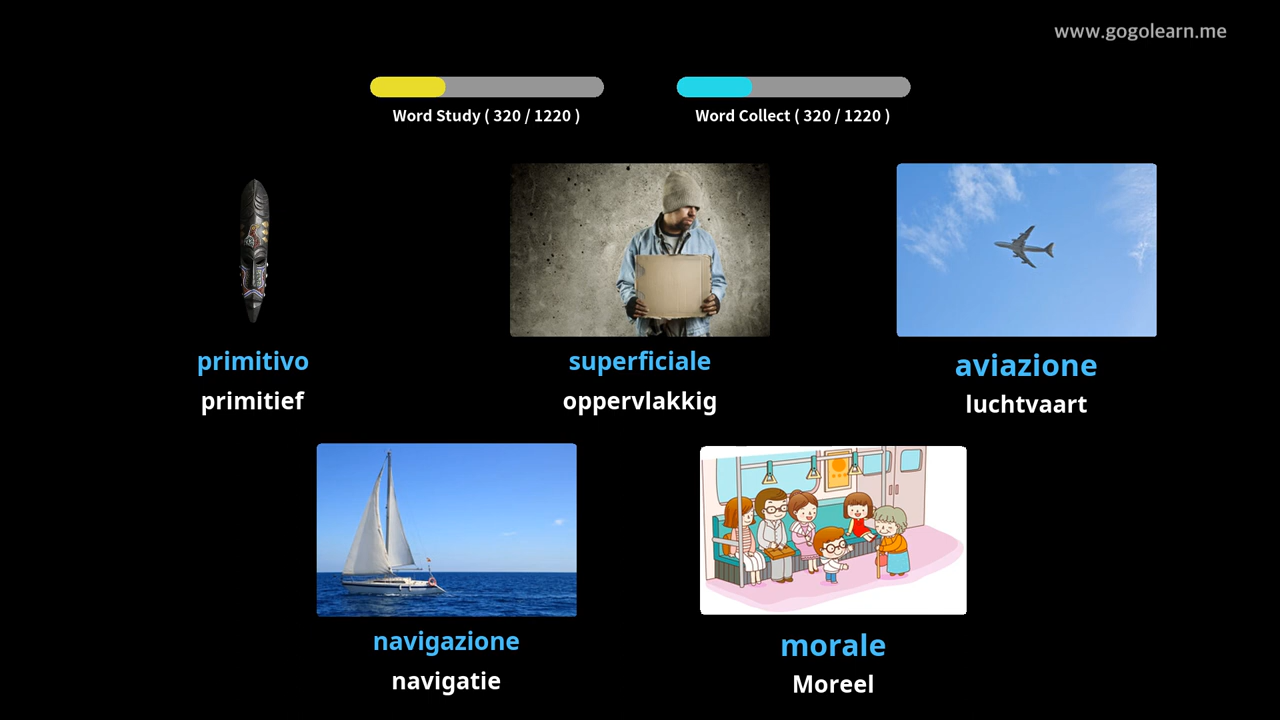 www.gogolearn.me
Word Study ( 320 / 1220 )
Word Collect ( 320 / 1220 )
primitivo
primitief
superficiale
oppervlakkig
aviazione
luchtvaart
navigazione
navigatie
morale
Moreel